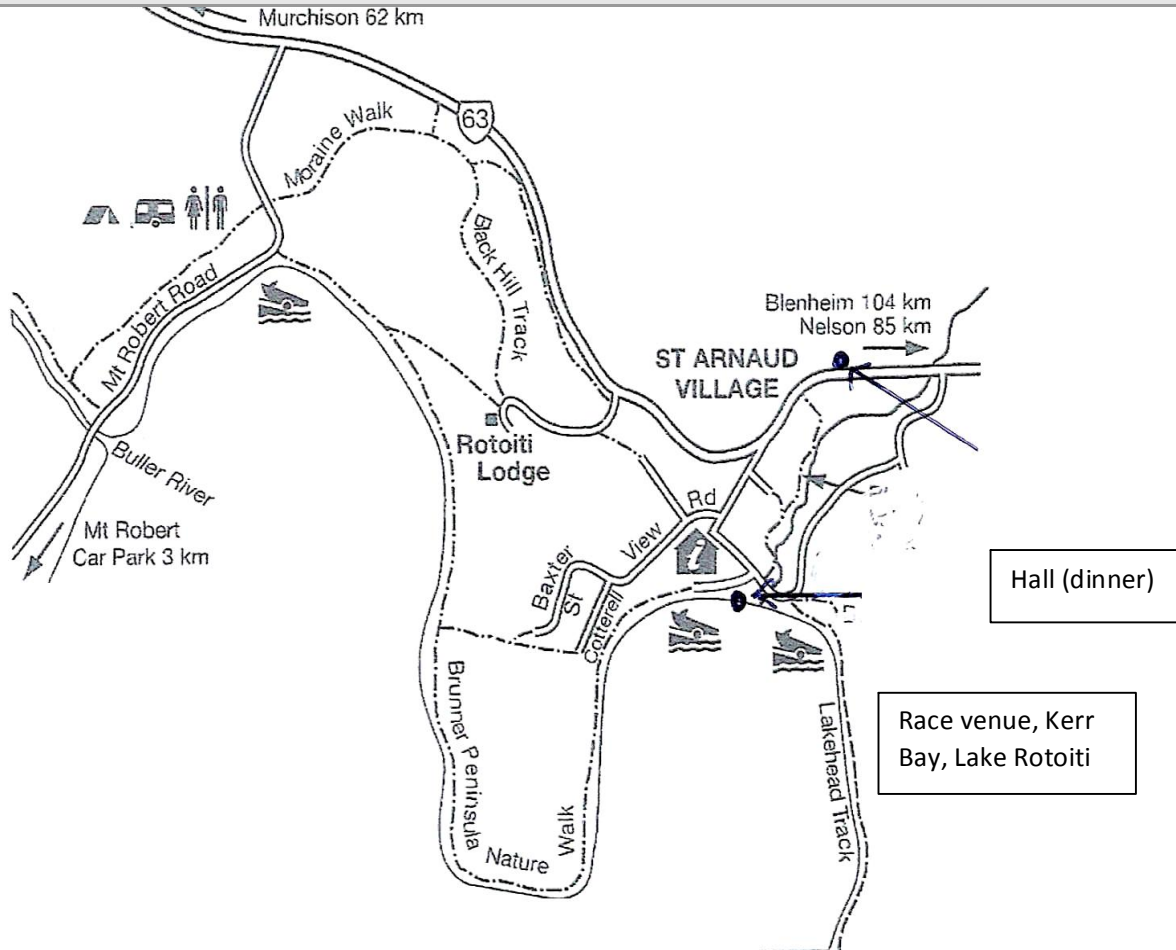 Murchison 62 km
63
Moraine Walk
Black Hill Track
Mt Robert Road
Blenheim 104 km
Nelson 85 km
ST ARNAUD
VILLAGE
Rotoiti
Lodge
Buller River
Mt Robert
Car Park 3 km
View Rd
i
Baxter
St
Cotterell
Hall (dinner)
Race venue, Kerr
Bay, Lake Rotoiti
Brunner Peninsula
Nature Walk
Lakehead Track